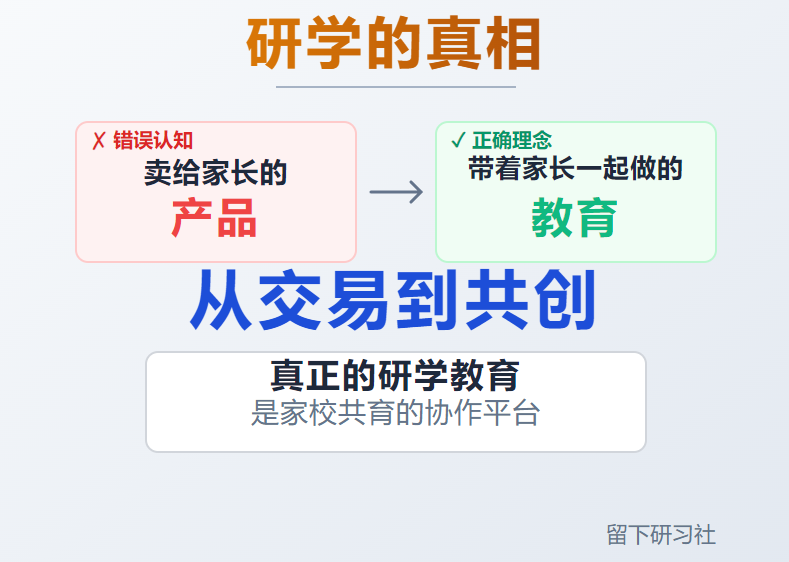 研学的真相
✗ 错误认知
卖给家长的
产品
✓ 正确理念
带着家长一起做的
教育
从交易到共创
真正的研学教育
是家校共育的协作平台
留下研习社